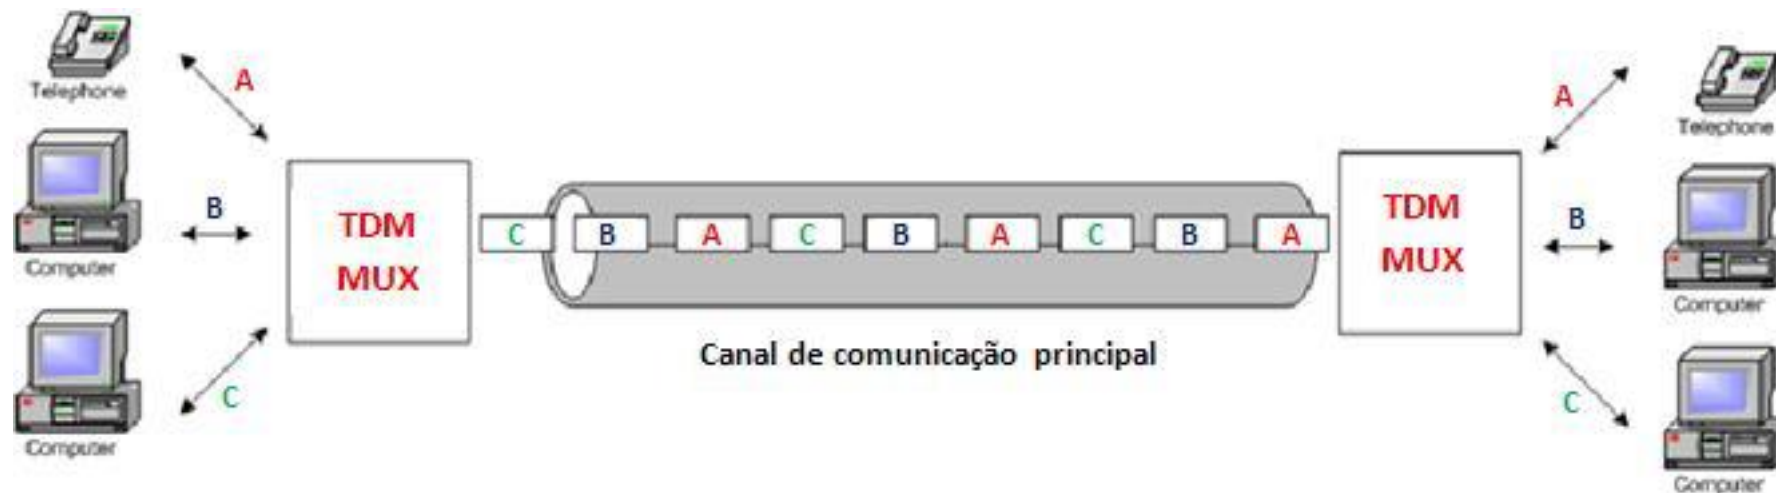 Telephone
A
Computer
B
Computer
C
TDM
MUX
C B A C B A C B A
Canal de comunicação principal
TDM
MUX
A
Telephone
B
Computer
C
Computer